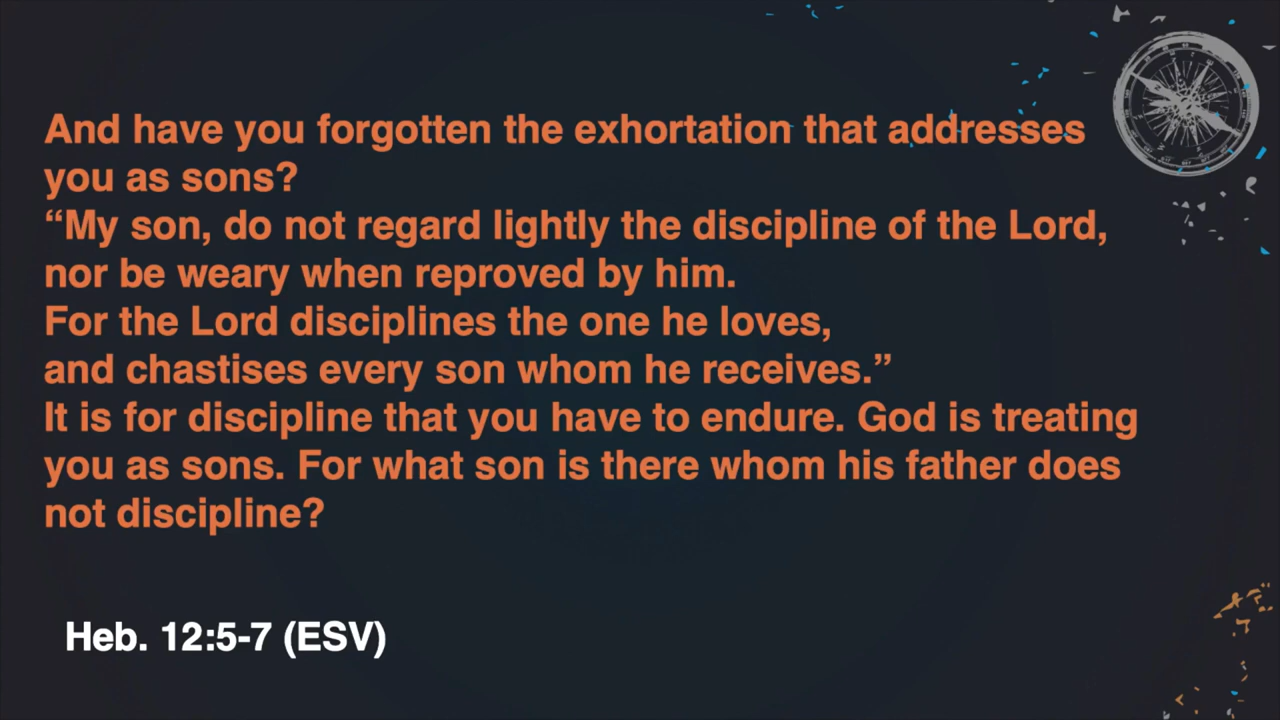 And have you forgotten the exhortation that addresses
you as sons?
“My son, do not regard lightly the discipline of the Lord,
nor be weary when reproved by him.
For the Lord disciplines the one he loves,
and chastises every son whom he receives.”
It is for discipline that you have to endure. God is treating
you as sons. For what son is there whom his father does
not discipline?
Heb. 12:5-7 (ESV)